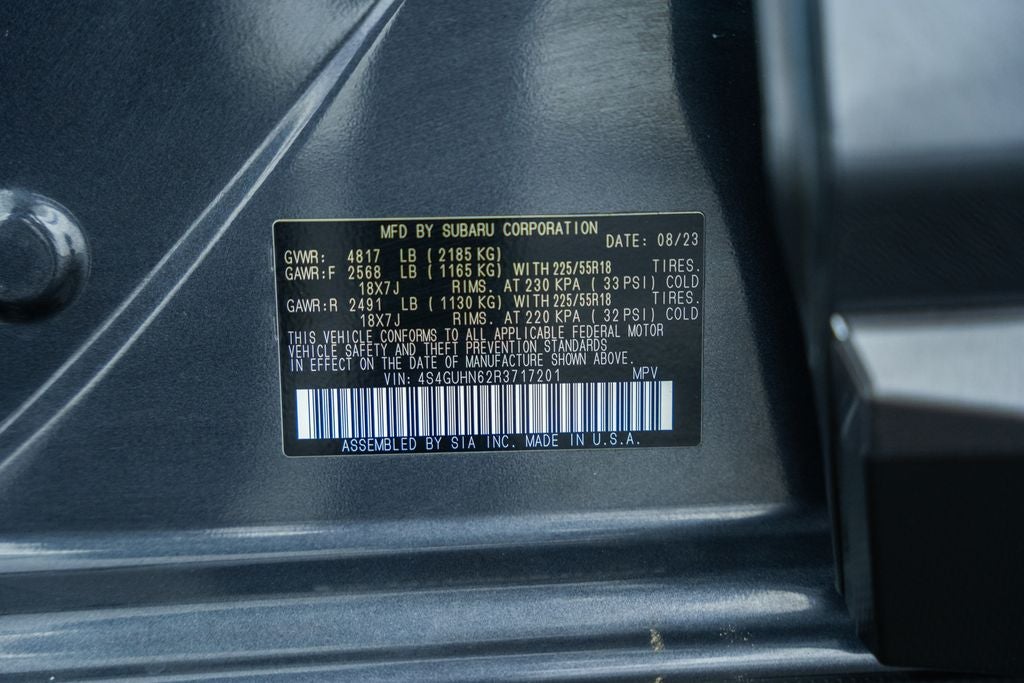 MFD BY SUBARU CORPORATION
DATE: 08/23
GVWR: 4817 LB (2185 KG)
GAWR:F 2568 LB (1165 KG) WITH 225/55R18 TIRES.
18X7J RIMS. AT 230 KPA (33 PSI) COLD
GAWR:R 2491 LB (1130 KG) WITH 225/55R18 TIRES.
18X7J RIMS. AT 220 KPA (32 PSI) COLD
THIS VEHICLE CONFORMS TO ALL APPLICABLE FEDERAL MOTOR
VEHICLE SAFETY AND THEFT PREVENTION STANDARDS
IN EFFECT ON THE DATE OF MANUFACTURE SHOWN ABOVE.
VIN: 4S4GUHN62R3717201 MPV
ASSEMBLED BY SIA INC. MADE IN U.S.A.